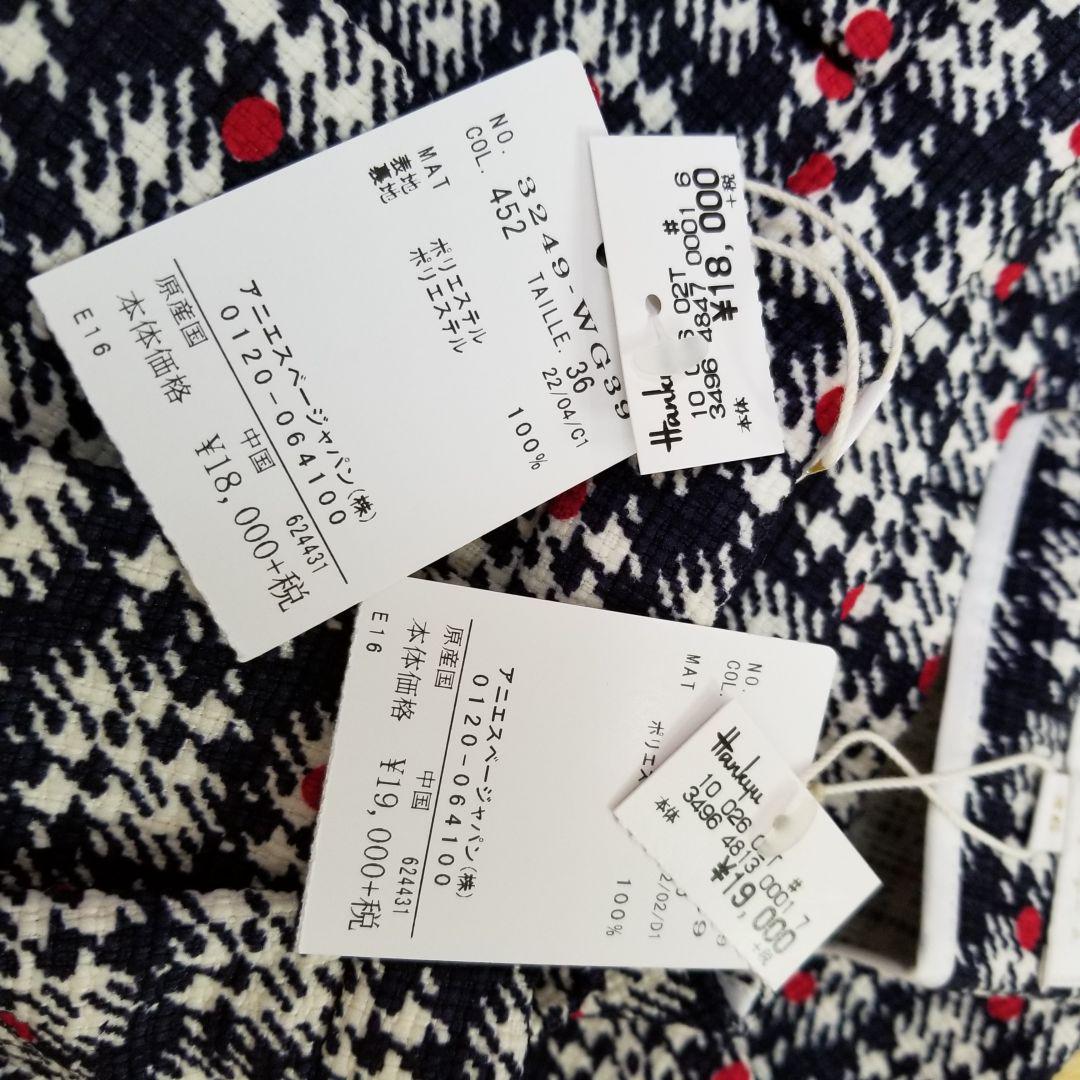 NO. 3249-WG39
COL. 452 TAILLE. 36
22/04/C1
MAT
表地 ポリエステル
裏地 ポリエステル 100%
アニエスベージャパン(株)
0120-064100
原産国 中国 624431
本体価格 ¥18,000+税
E16
Hanky
3496 4847 0001 6
#
本体 ¥18,000
+税
NO.
COL.
MAT
ポリエス
2/02/D1
100%
アニエスベージャパン(株)
0120-064100
原産国 中国 624431
本体価格 ¥19,000+税
E16
Hankyu
10 026
3496 4813 0001 7
#
本体 ¥19,000